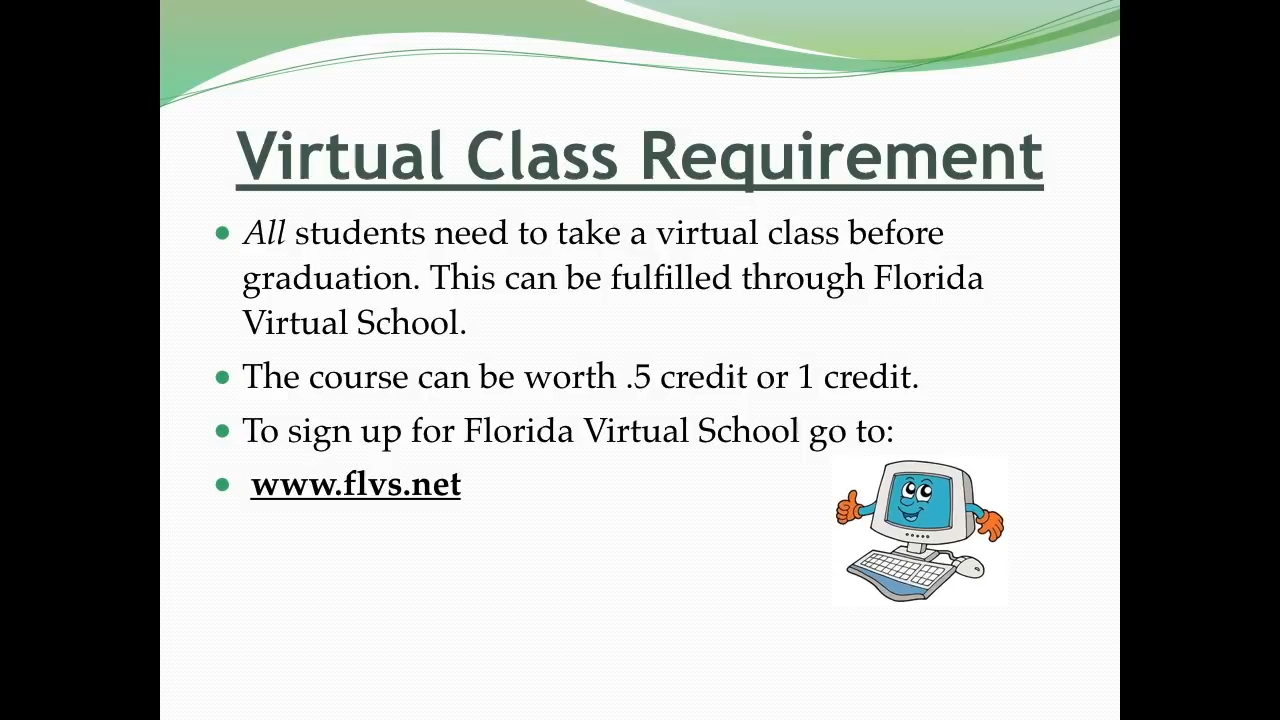 Virtual Class Requirement
All students need to take a virtual class before
graduation. This can be fulfilled through Florida
Virtual School.
The course can be worth .5 credit or 1 credit.
To sign up for Florida Virtual School go to:
www.flvs.net